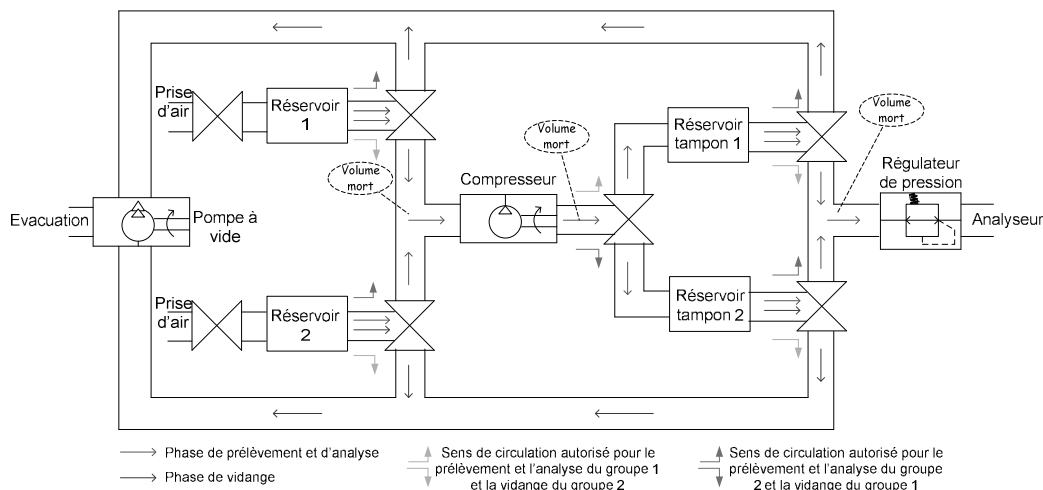 Prise
d'air
Réservoir
1
Volume
mort
Volume
mort
Réservoir
tampon 1
Volume
mort
Compresseur
Régulateur
de pression
Evacuation
Pompe à
vide
Analyseur
Prise
d'air
Réservoir
2
Réservoir
tampon 2
Phase de prélèvement et d'analyse
Phase de vidange
Sens de circulation autorisé pour le
prélèvement et l'analyse du groupe 1
et la vidange du groupe 2
Sens de circulation autorisé pour le
prélèvement et l'analyse du groupe
2 et la vidange du groupe 1